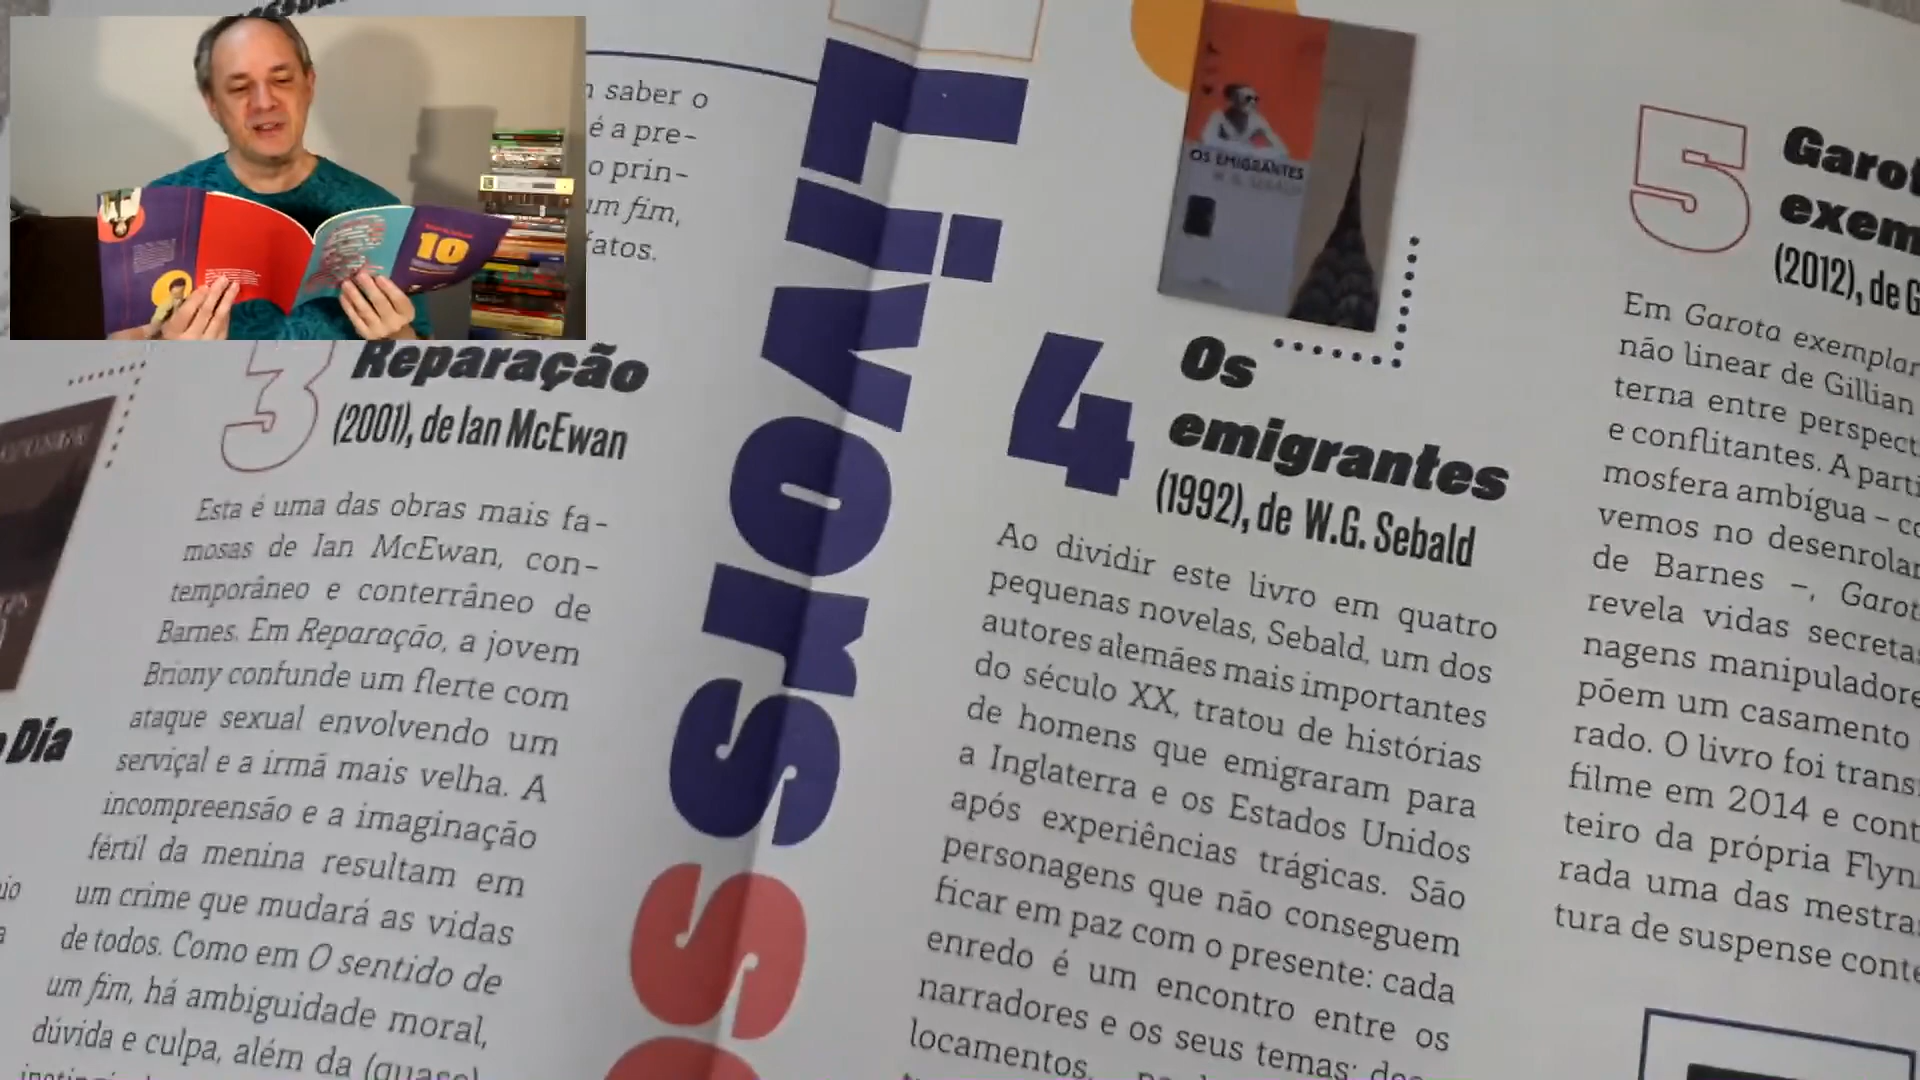 10
saber o
é a pre-
o prin-
um fim,
fatos.
3
Reparação
(2001), de Ian McEwan
Esta é uma das obras mais fa-
mosas de Ian McEwan, con-
temporâneo e conterrâneo de
Barnes. Em Reparação, a jovem
Briony confunde um flerte com
ataque sexual envolvendo um
serviçal e a irmã mais velha. A
incompreensão e a imaginação
fértil da menina resultam em
um crime que mudará as vidas
de todos. Como em O sentido de
um fim, há ambiguidade moral,
dúvida e culpa, além da (quase)
Dia
Livros
OS EMIGRANTES
W. G. SEBALD
4
Os
emigrantes
(1992), de W.G. Sebald
Ao dividir este livro em quatro
pequenas novelas, Sebald, um dos
autores alemães mais importantes
do século XX, tratou de histórias
de homens que emigraram para
a Inglaterra e os Estados Unidos
após experiências trágicas. São
personagens que não conseguem
ficar em paz com o presente: cada
enredo é um encontro entre os
narradores e os seus temas:
locamentos,
5
exem
(2012), de G
Em Garota exemplar
não linear de Gillian
terna entre perspect
e conflitantes. A parti
mosfera ambígua – co
vemos no desenrolar
de Barnes –, Garot
revela vidas secretas
nagens manipuladore
põem um casamento
rado. O livro foi trans
filme em 2014 e cont
teiro da própria Flyn
rada uma das mestra
tura de suspense conte